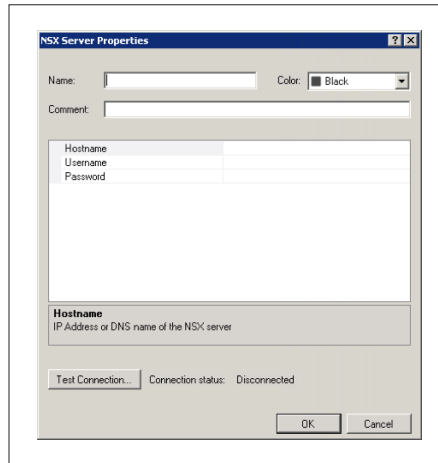 NSX Server Properties
Name: Color: Black
Comment:
Hostname
Username
Password
Hostname
IP Address or DNS name of the NSX server
Test Connection... Connection status: Disconnected
OK Cancel